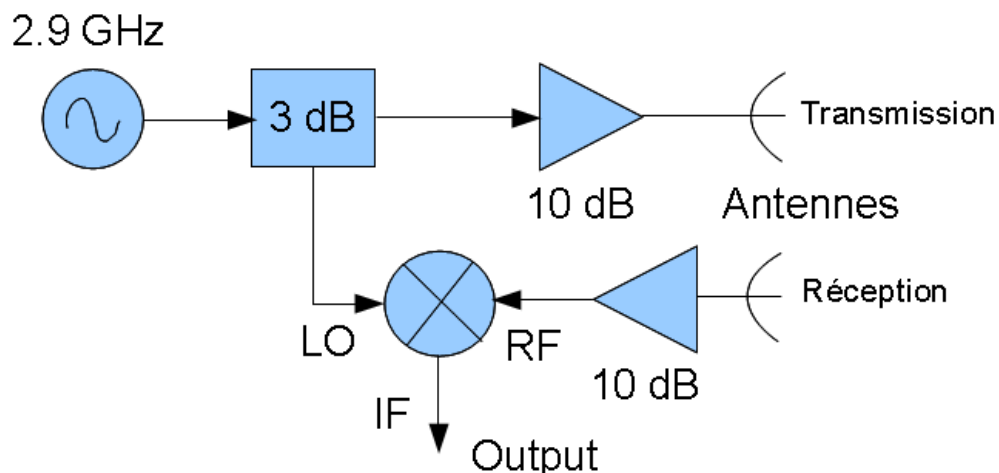 2.9 GHz
3 dB
Transmission
10 dB
Antennes
Réception
LO
RF
10 dB
IF
Output